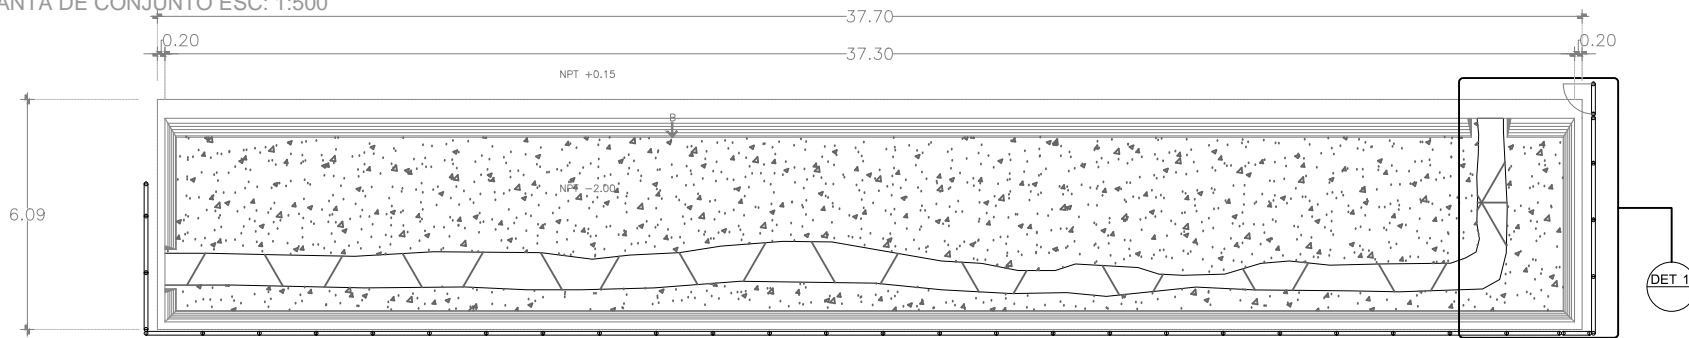 ANTA DE CONJUNTO ESC: 1:500
37.70
0.20
37.30
0.20
NPT +0.15
B
NPT -2.00
6.09
DET 1